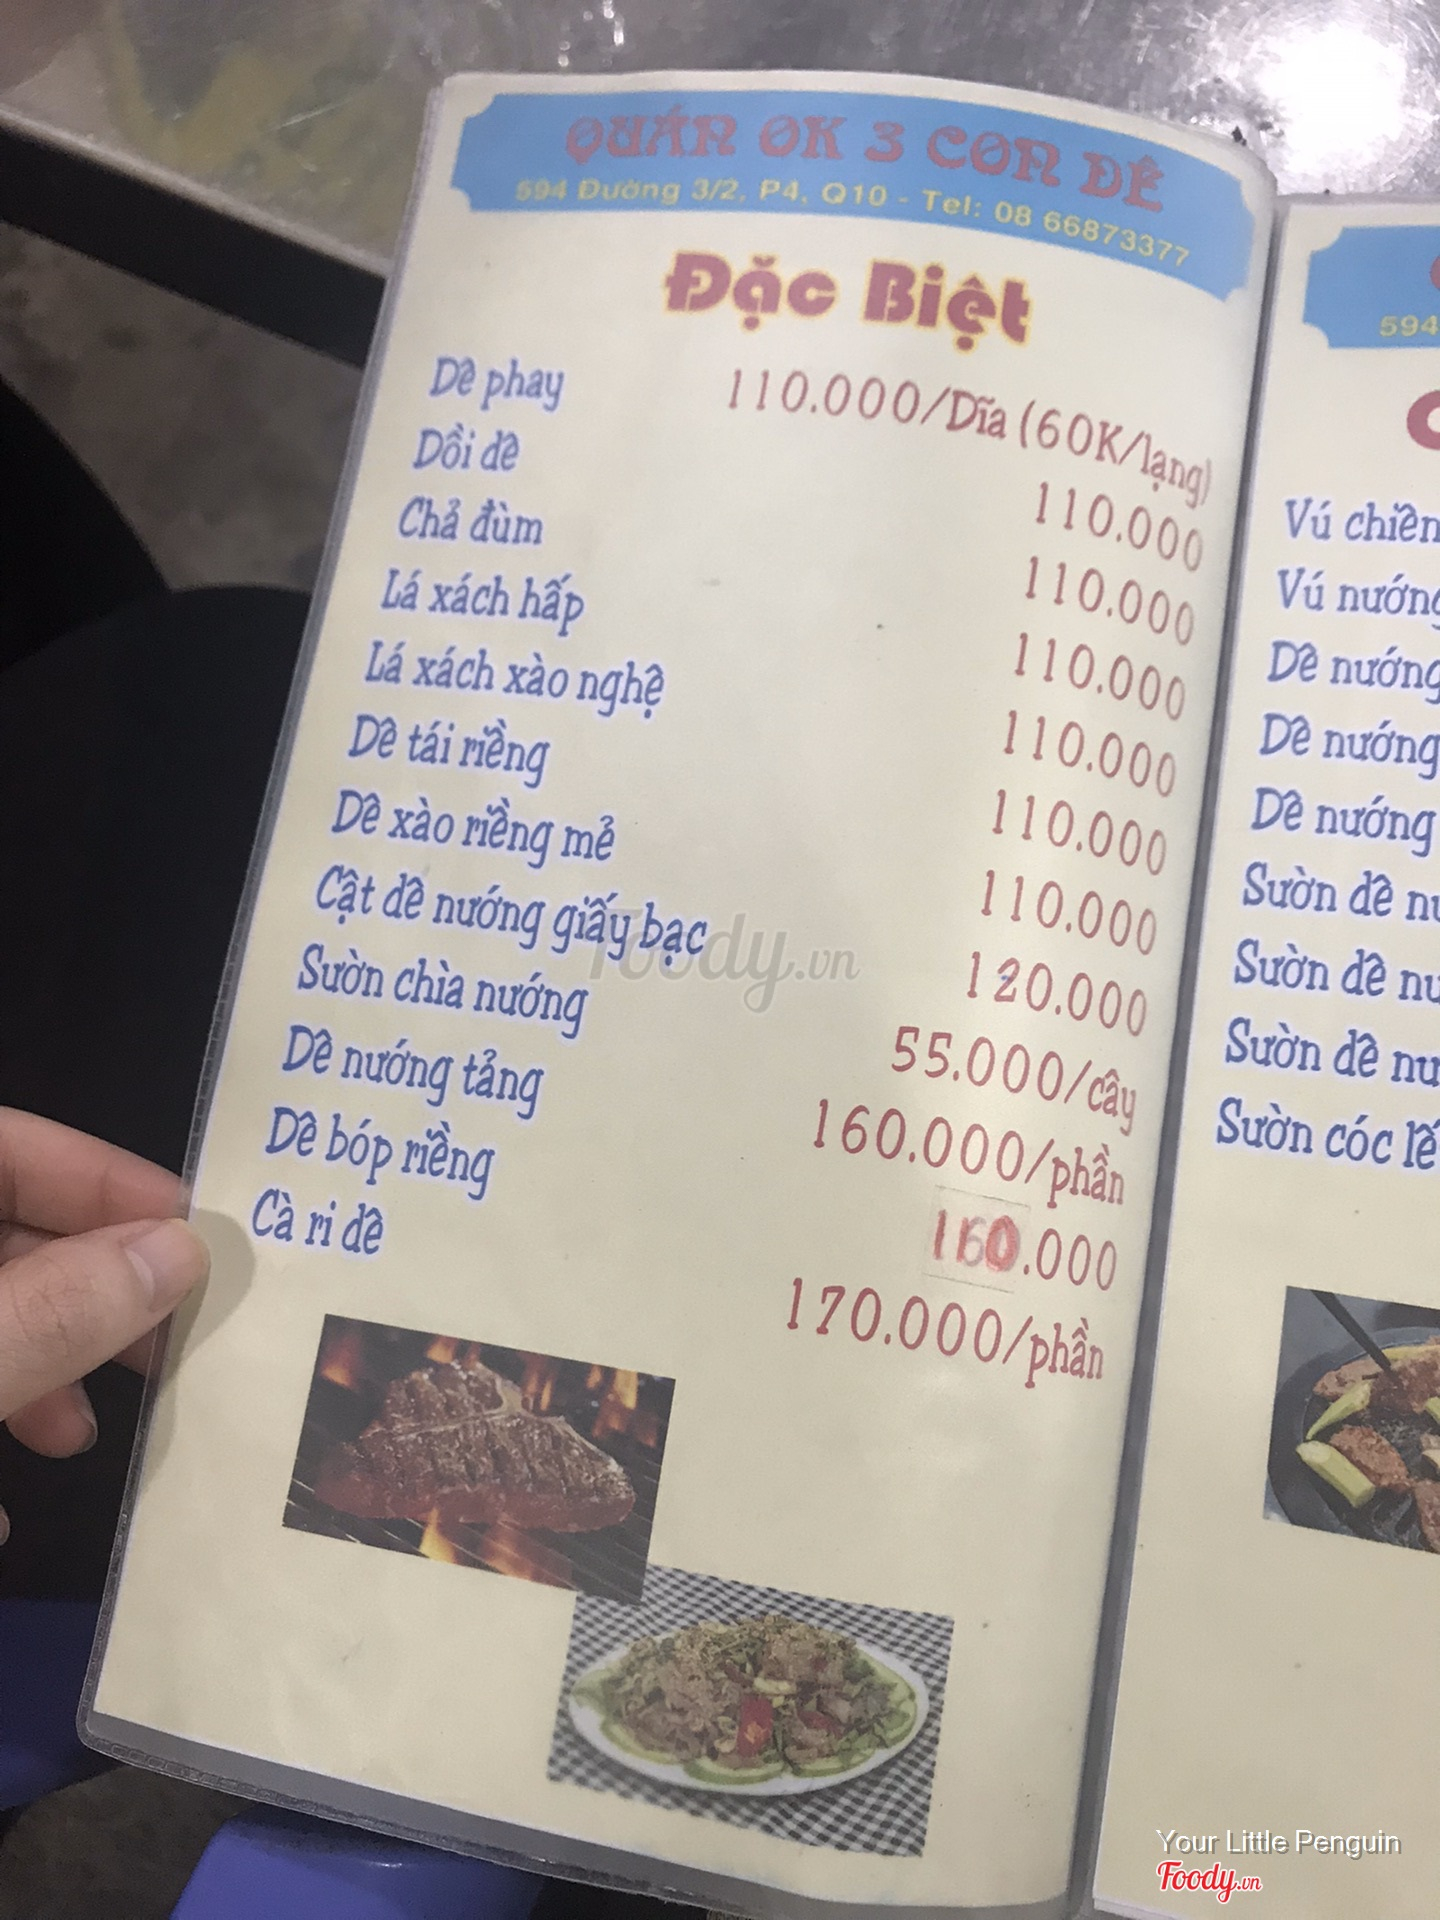 QUÁN OK 3 CON DÊ
594 Đường 3/2, P4, Q10 - Tel: 08 66873377
Đặc Biệt
Dê phay 110.000/Dĩa (60K/lạng)
Dồi dê 110.000
Chả đùm 110.000
Lá xách hấp 110.000
Lá xách xào nghệ 110.000
Dê tái riềng 110.000
Dê xào riềng mẻ 110.000
Cật dê nướng giấy bạc 120.000
Sườn chìa nướng 55.000/cây
Dê nướng tảng 160.000/phần
Dê bóp riềng 160.000
Cà ri dê 170.000/phần
594
Vú chiên
Vú nướng
Dê nướng
Dê nướng
Dê nướng
Sườn dê
Sườn dê
Sườn dê
Sườn cóc
Foody.vn
Your Little Penguin
Foody.vn